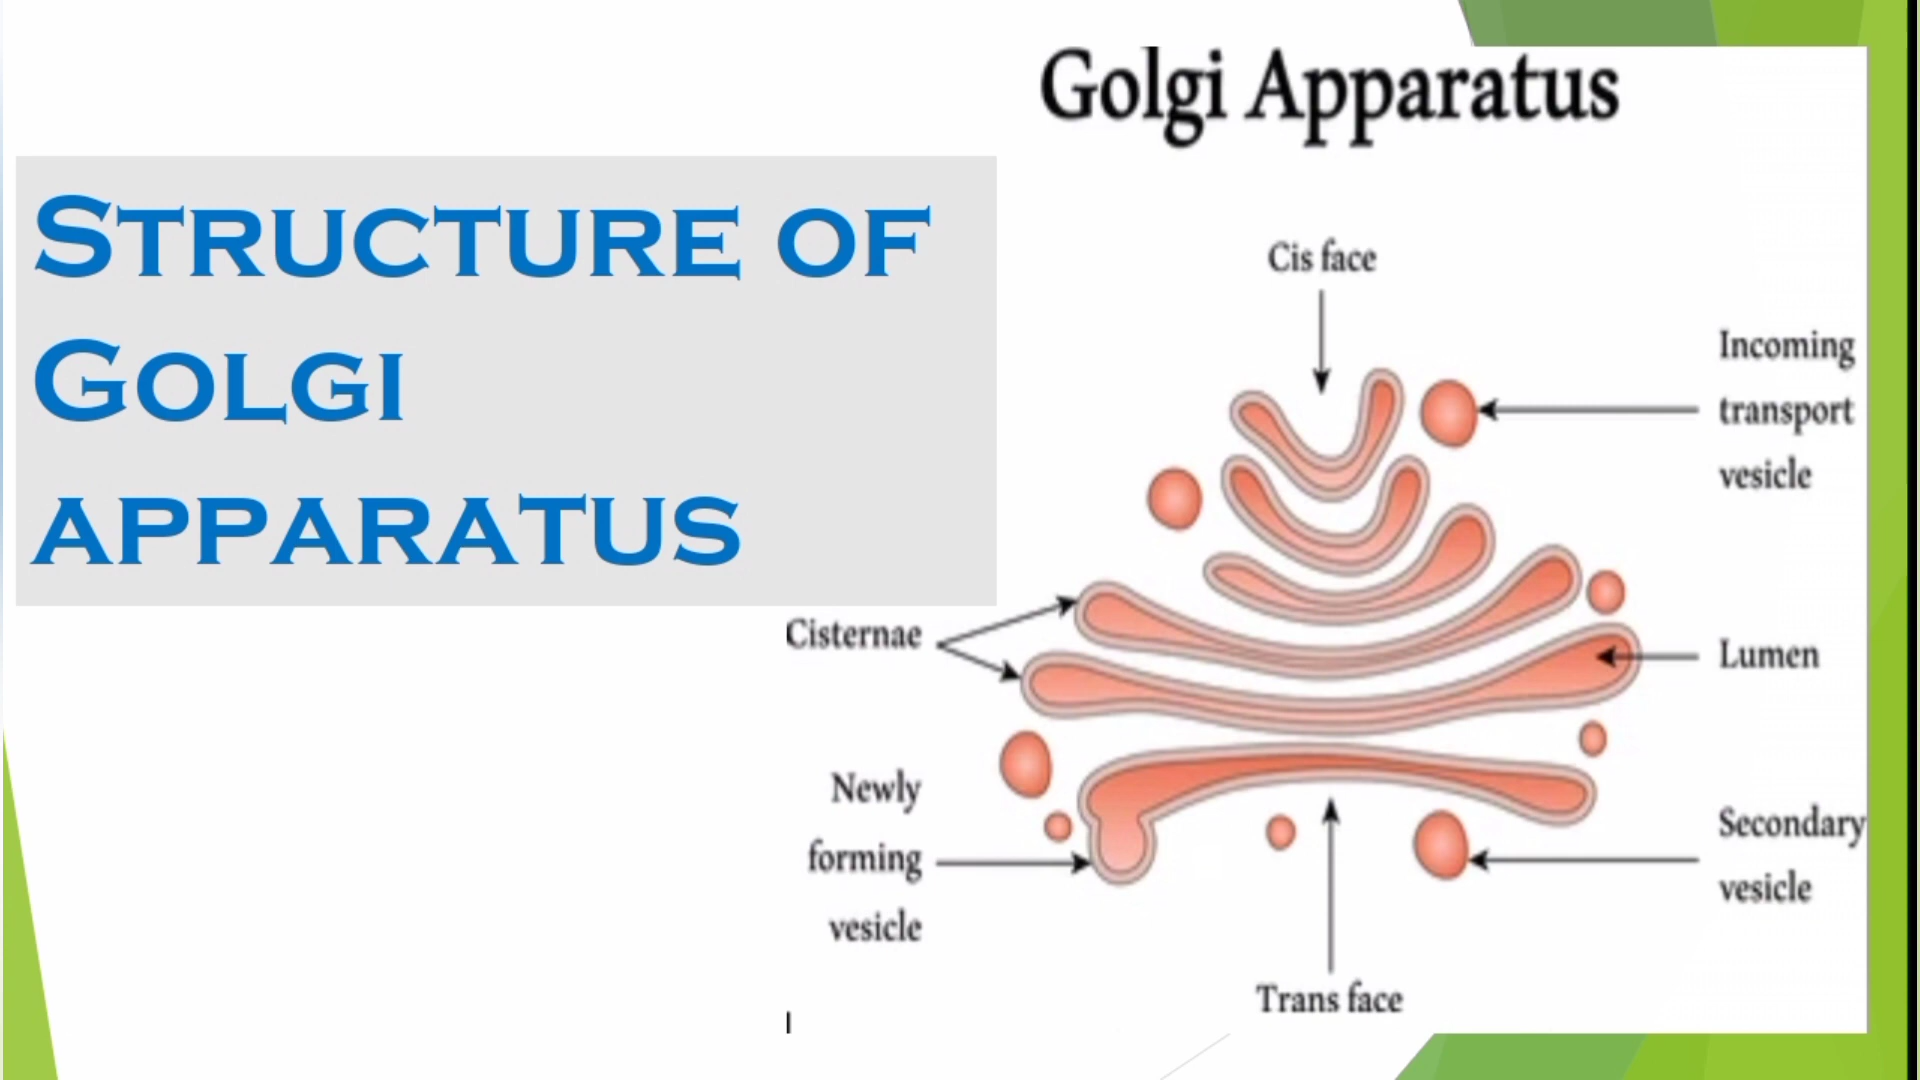 Golgi Apparatus
Structure of
Golgi
apparatus
Cis face
Incoming
transport
vesicle
Cisternae
Lumen
Newly
forming
vesicle
Secondary
vesicle
Trans face